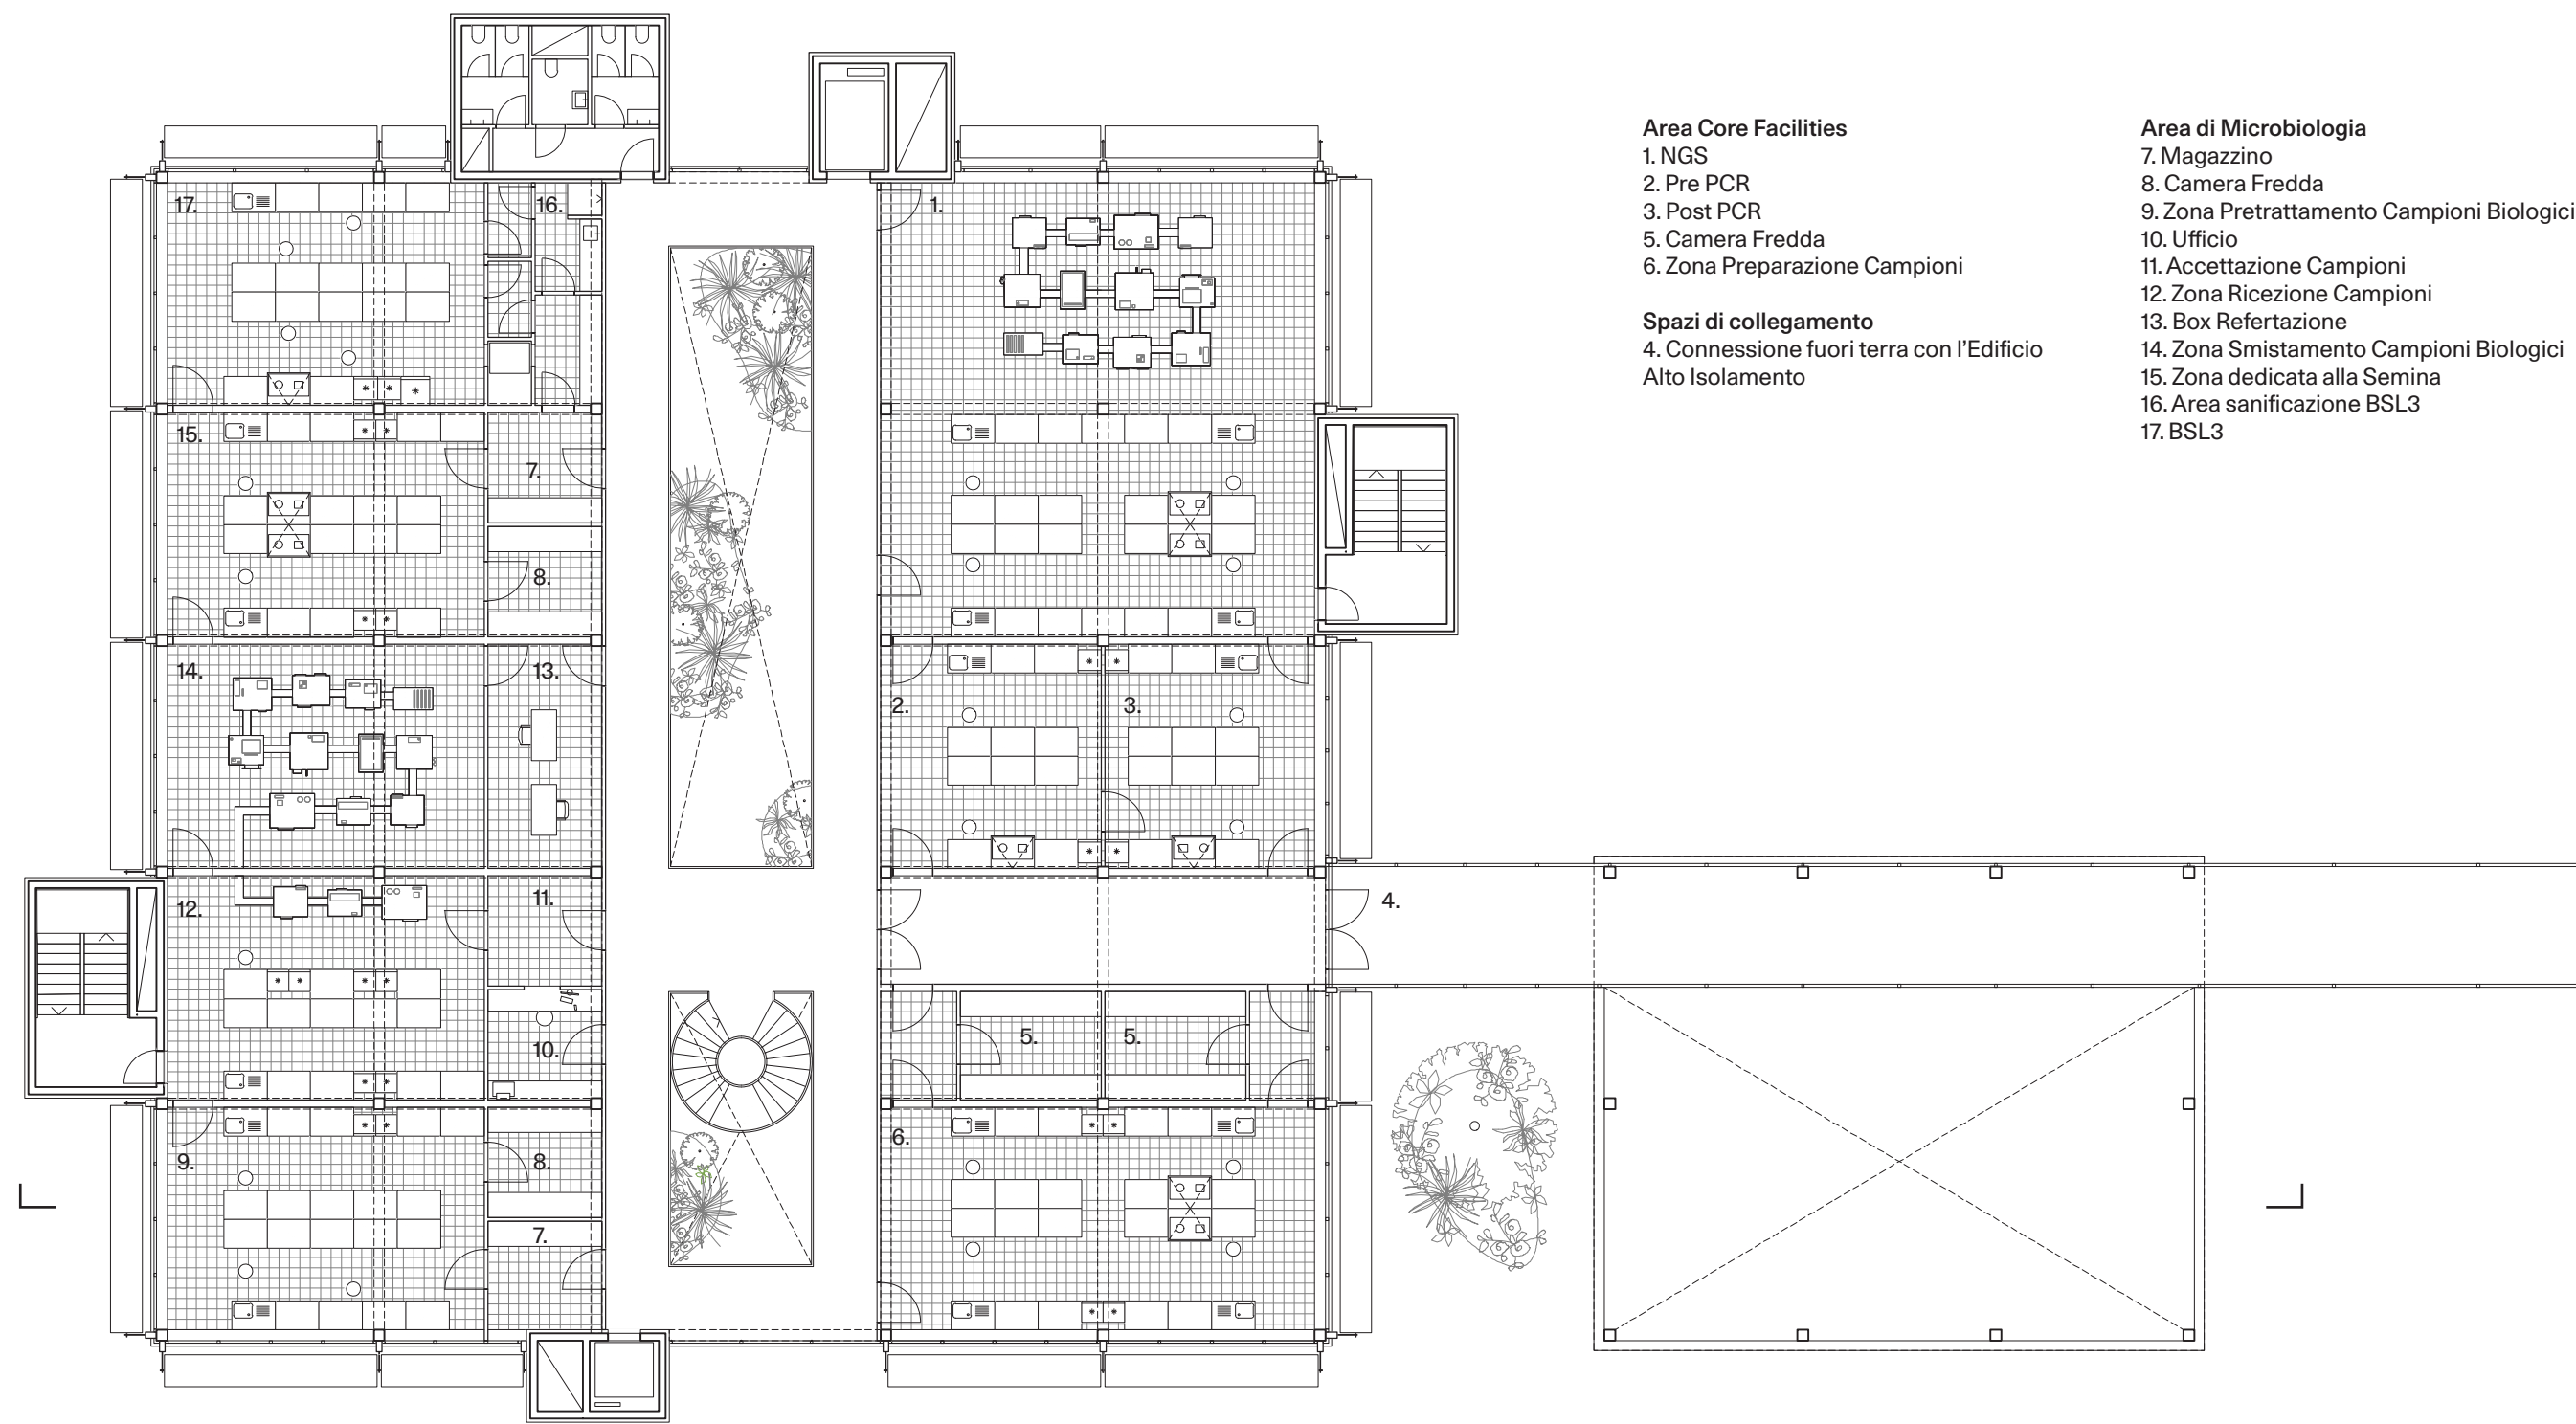 Area Core Facilities
1. NGS
2. Pre PCR
3. Post PCR
5. Camera Fredda
6. Zona Preparazione Campioni
Spazi di collegamento
4. Connessione fuori terra con l'Edificio
Alto Isolamento
Area di Microbiologia
7. Magazzino
8. Camera Fredda
9. Zona Pretrattamento Campioni Biologici
10. Ufficio
11. Accettazione Campioni
12. Zona Ricezione Campioni
13. Box Refertazione
14. Zona Smistamento Campioni Biologici
15. Zona dedicata alla Semina
16. Area sanificazione BSL3
17. BSL3
17.
16.
1.
15.
7.
8.
14.
13.
2.
3.
12.
11.
4.
10.
5.
5.
9.
8.
6.
7.